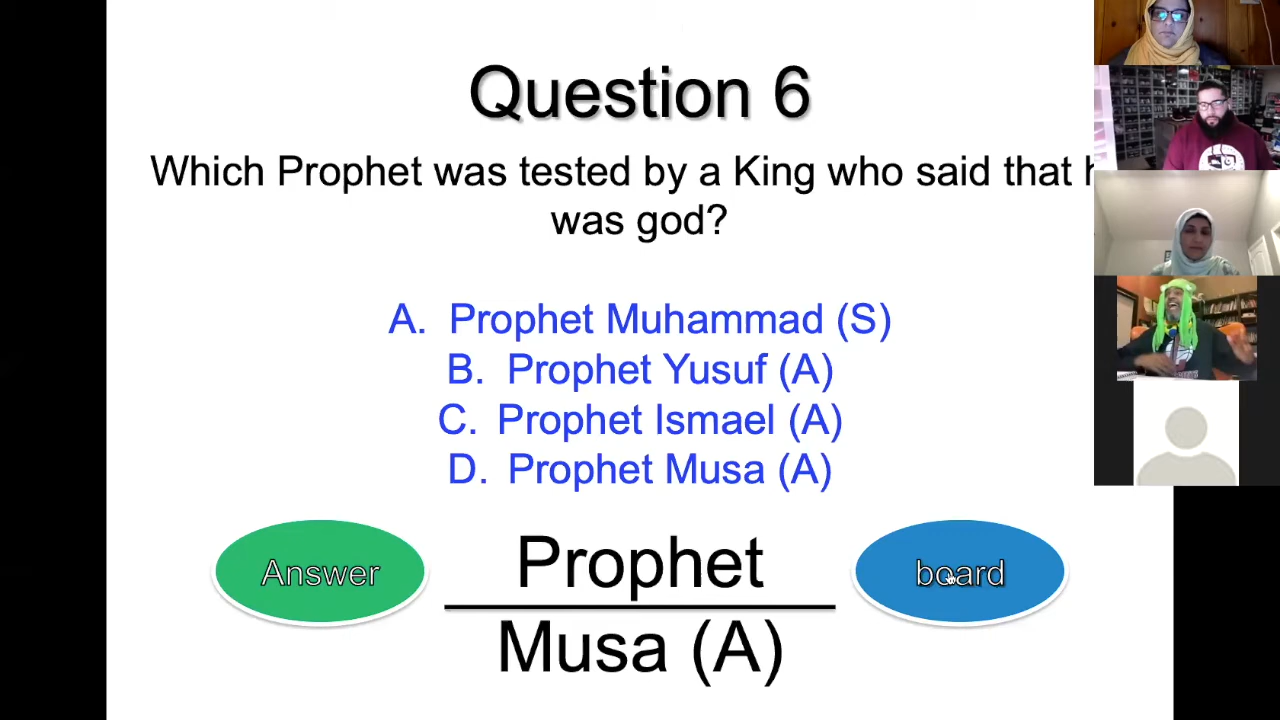 Question 6
Which Prophet was tested by a King who said that
was god?
A. Prophet Muhammad (S)
B. Prophet Yusuf (A)
C. Prophet Ismael (A)
D. Prophet Musa (A)
Answer
Prophet
board
Musa (A)